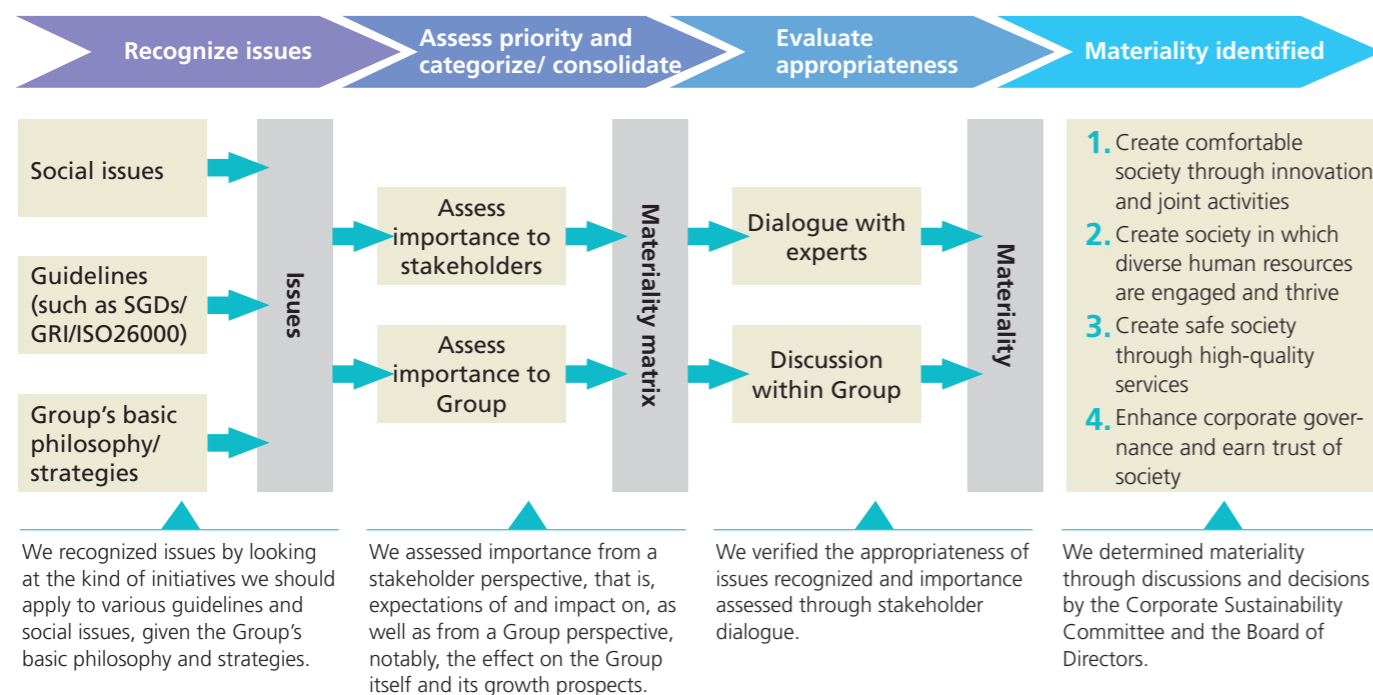 Recognize issues
Assess priority and
categorize/ consolidate
Evaluate
appropriateness
Materiality identified
Social issues
Guidelines
(such as SGDs/
GRI/ISO26000)
Group's basic
philosophy/
strategies
Issues
Assess
importance to
stakeholders
Assess
importance to
Group
Materiality matrix
Dialogue with
experts
Discussion
within Group
Materiality
1. Create comfortable
society through innovation
and joint activities
2. Create society in which
diverse human resources
are engaged and thrive
3. Create safe society
through high-quality
services
4. Enhance corporate gover-
nance and earn trust of
society
We recognized issues by looking
at the kind of initiatives we should
apply to various guidelines and
social issues, given the Group's
basic philosophy and strategies.
We assessed importance from a
stakeholder perspective, that is,
expectations of and impact on, as
well as from a Group perspective,
notably, the effect on the Group
itself and its growth prospects.
We verified the appropriateness of
issues recognized and importance
assessed through stakeholder
dialogue.
We determined materiality
through discussions and decisions
by the Corporate Sustainability
Committee and the Board of
Directors.